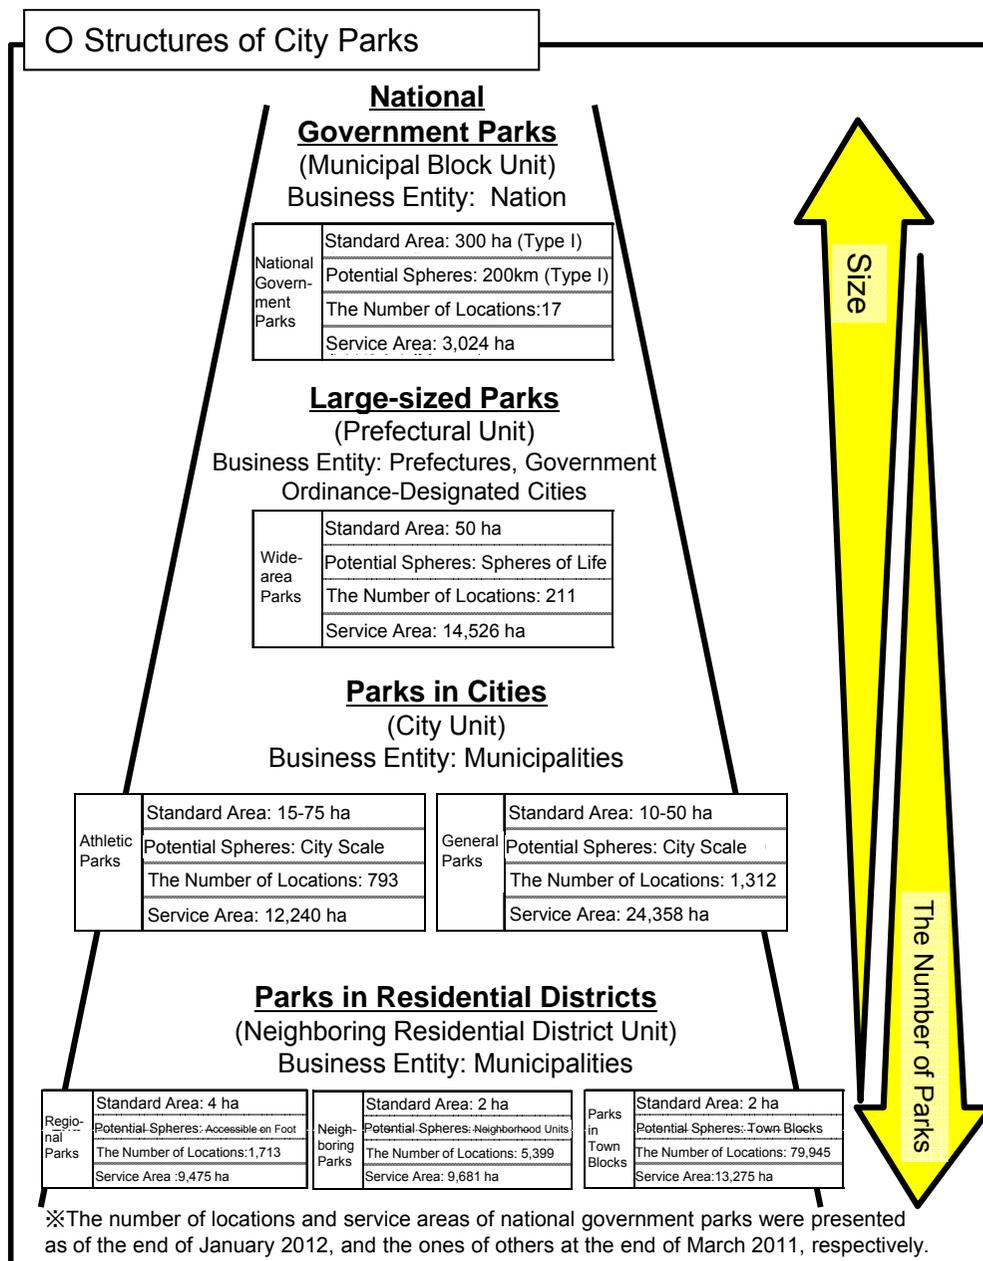 ○ Structures of City Parks
National
Government Parks
(Municipal Block Unit)
Business Entity: Nation
National
Govern-
ment
Parks
Standard Area: 300 ha (Type I)
Potential Spheres: 200km (Type I)
The Number of Locations:17
Service Area: 3,024 ha
Large-sized Parks
(Prefectural Unit)
Business Entity: Prefectures, Government
Ordinance-Designated Cities
Wide-
area
Parks
Standard Area: 50 ha
Potential Spheres: Spheres of Life
The Number of Locations: 211
Service Area: 14,526 ha
Parks in Cities
(City Unit)
Business Entity: Municipalities
Athletic
Parks
Standard Area: 15-75 ha
Potential Spheres: City Scale
The Number of Locations: 793
Service Area: 12,240 ha
General
Parks
Standard Area: 10-50 ha
Potential Spheres: City Scale
The Number of Locations: 1,312
Service Area: 24,358 ha
Parks in Residential Districts
(Neighboring Residential District Unit)
Business Entity: Municipalities
Regio-
nal
Parks
Standard Area: 4 ha
Potential Spheres: Accessible on Foot
The Number of Locations:1,713
Service Area :9,475 ha
Neigh-
boring
Parks
Standard Area: 2 ha
Potential Spheres: Neighborhood Units
The Number of Locations: 5,399
Service Area: 9,681 ha
Parks
in
Town
Blocks
Standard Area: 2 ha
Potential Spheres: Town Blocks
The Number of Locations: 79,945
Service Area:13,275 ha
Size
The Number of Parks
※The number of locations and service areas of national government parks were presented
as of the end of January 2012, and the ones of others at the end of March 2011, respectively.